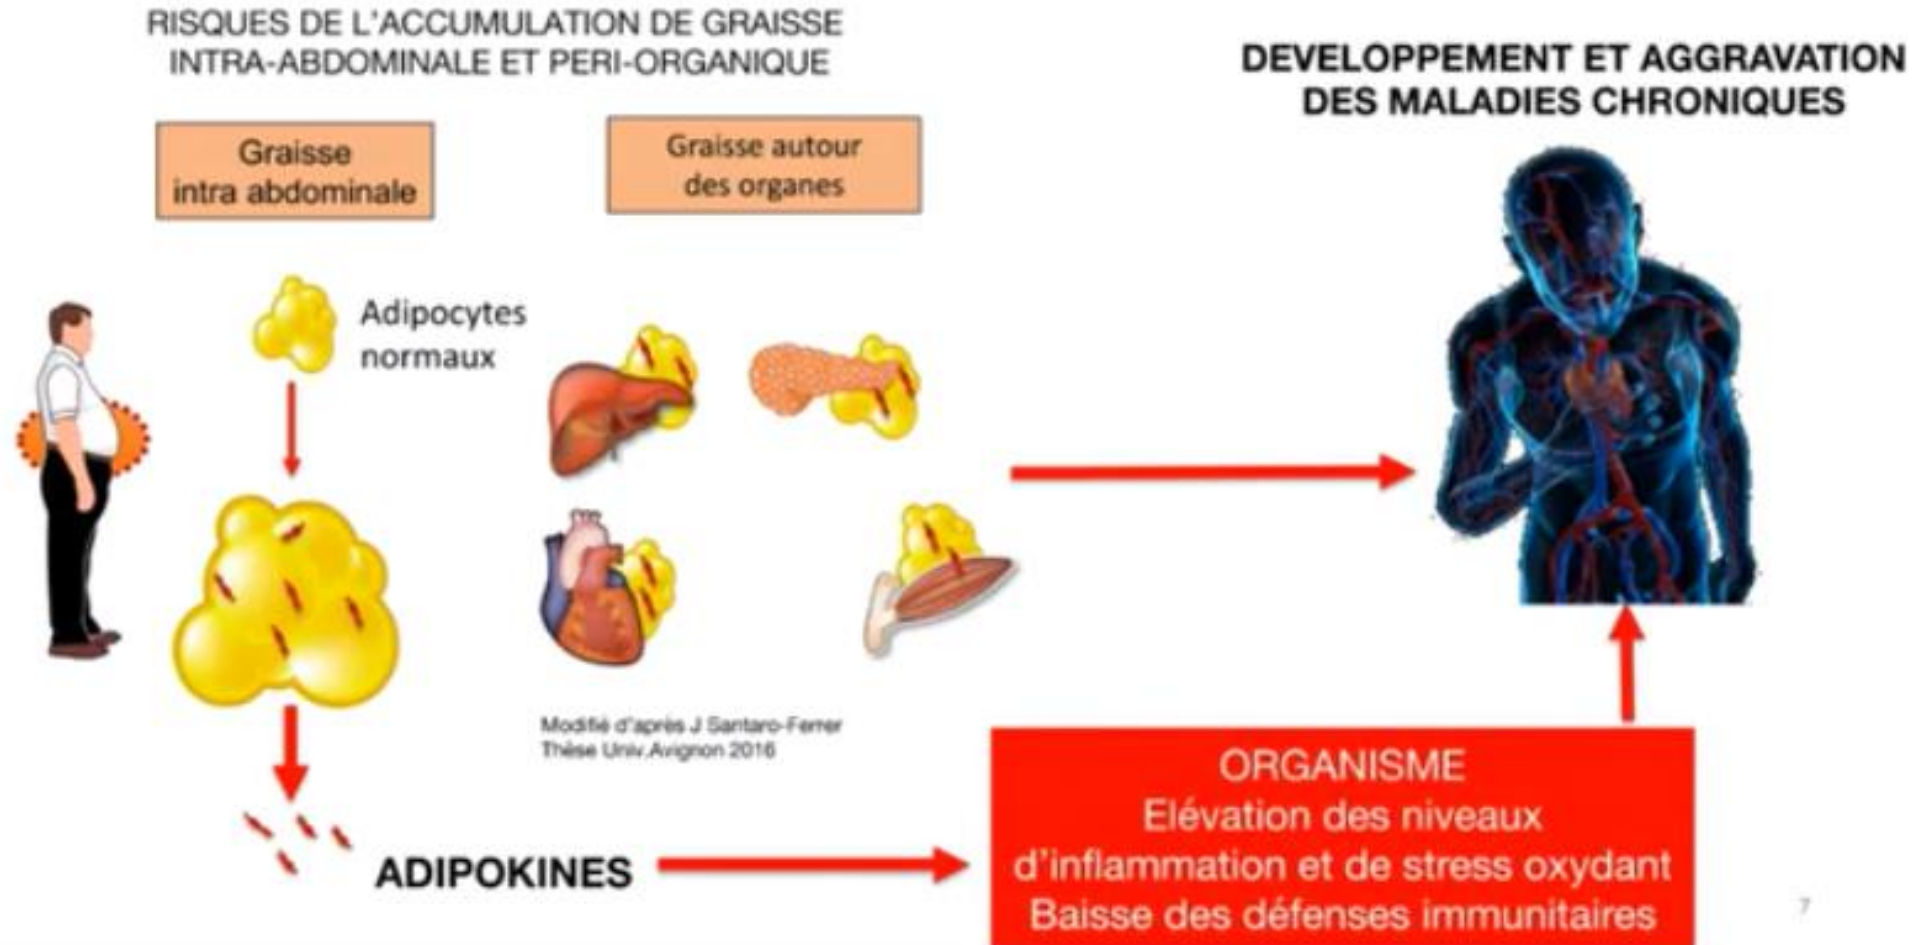 RISQUES DE L'ACCUMULATION DE GRAISSE
INTRA-ABDOMINALE ET PERI-ORGANIQUE
DEVELOPPEMENT ET AGGRAVATION
DES MALADIES CHRONIQUES
Graisse
intra abdominale
Graisse autour
des organes
Adipocytes
normaux
Modifié d'après J Santaro-Ferrer
Thèse Univ.Avignon 2016
ADIPOKINES
ORGANISME
Elévation des niveaux
d'inflammation et de stress oxydant
Baisse des défenses immunitaires
7